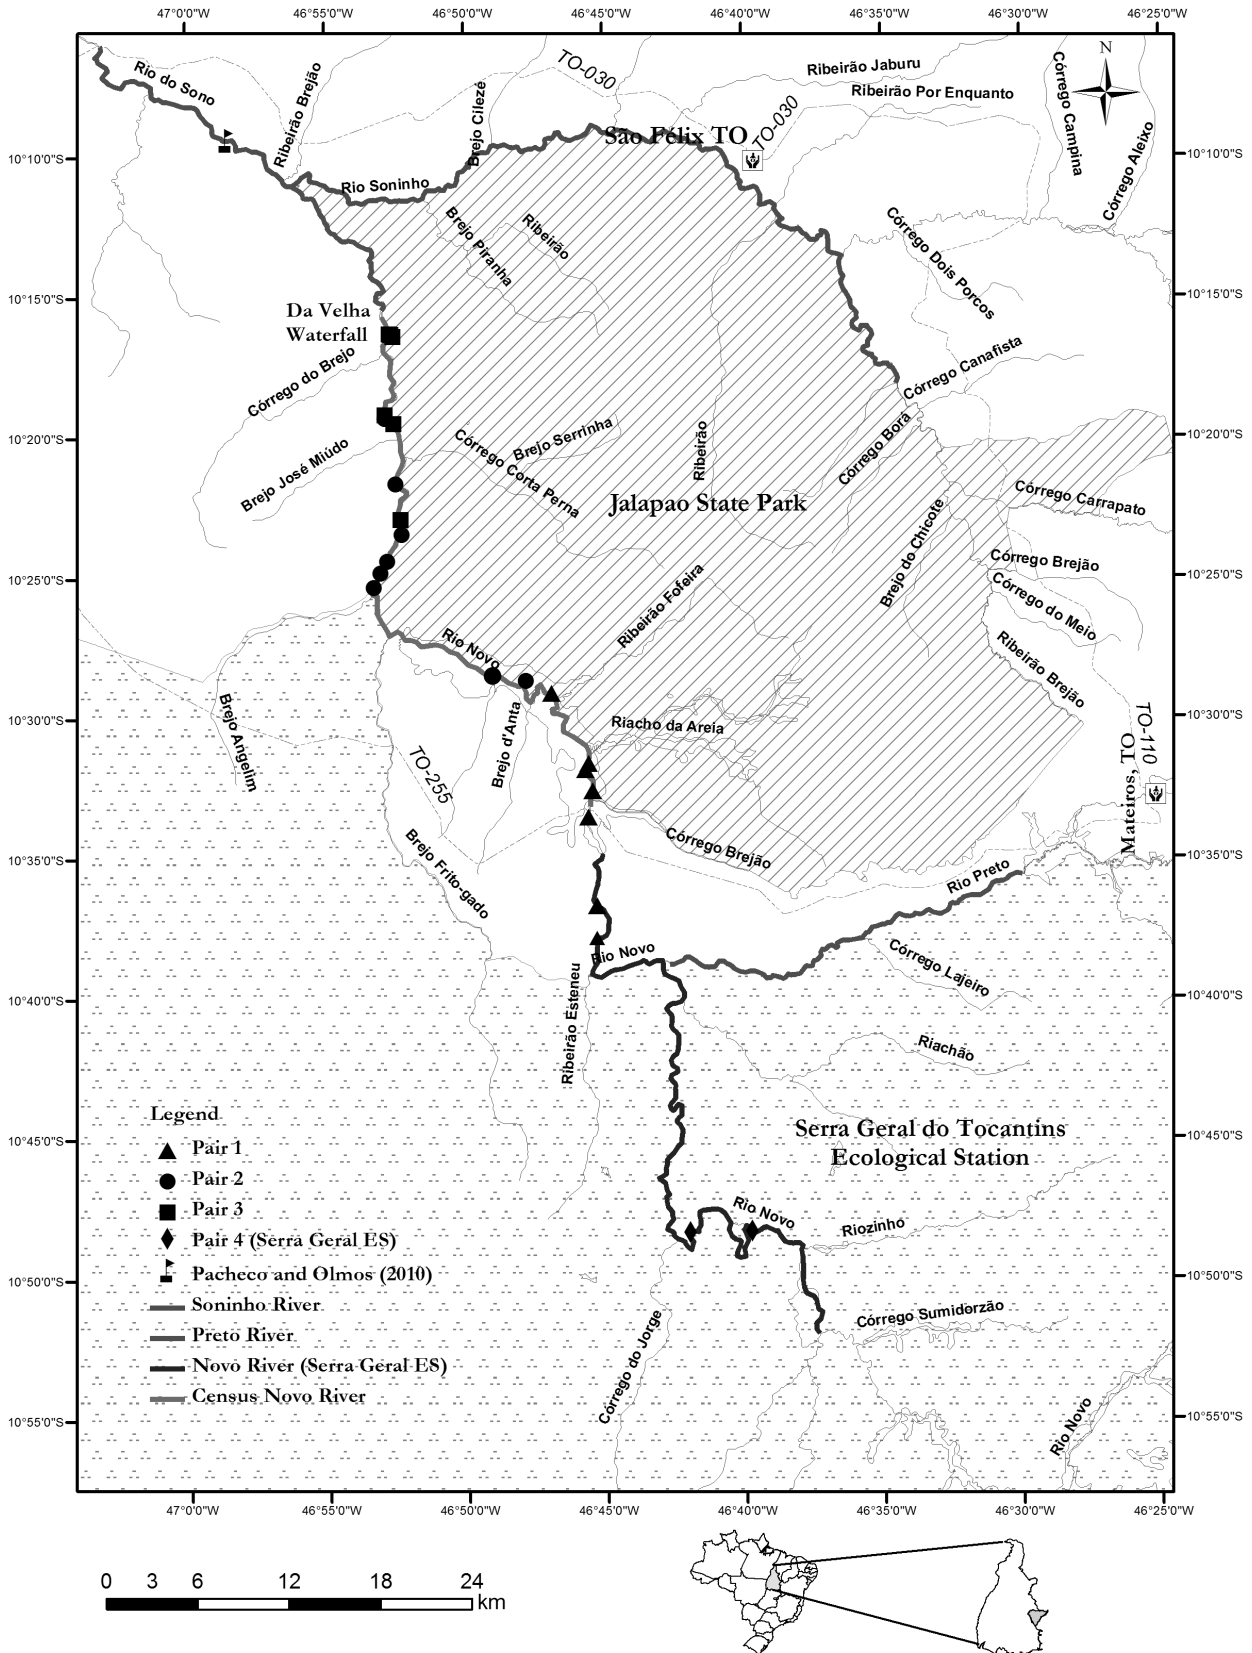 47°0'0"W 46°55'0"W 46°50'0"W 46°45'0"W 46°40'0"W 46°35'0"W 46°30'0"W 46°25'0"W
N
Rio do Sono
Ribeirão Brejão
Brejo Cilezé
TO-030
Ribeirão Jaburu
Ribeirão Por Enquanto
Córrego Campina
Córrego Aleixo
São Félix TO
TO-030
10°10'0"S
10°10'0"S
Rio Soninho
Brejo Piranha
Ribeirão
Córrego Dois Porcos
10°15'0"S
10°15'0"S
Da Velha
Waterfall
Córrego do Brejo
Córrego Canafista
10°20'0"S
10°20'0"S
Brejo José Miúdo
Brejo Serrinha
Córrego Corta Perna
Ribeirão
Córrego Borá
Jalapao State Park
Córrego Carrapato
Brejo do Chicote
Córrego Brejão
10°25'0"S
10°25'0"S
Córrego do Meio
Ribeirão Fofeira
Rio Novo
Ribeirão Brejão
Brejo Angelim
Brejo d'Anta
Riacho da Areia
10°30'0"S
10°30'0"S
TO-110
Mateiros, TO
TO-255
Brejo Frito-gado
Córrego Brejão
10°35'0"S
10°35'0"S
Rio Preto
Rio Novo
Córrego Lajeiro
10°40'0"S
10°40'0"S
Ribeirão Esteneu
Riachão
Legend
Pair 1
Pair 2
Pair 3
Pair 4 (Serra Geral ES)
Pacheco and Olmos (2010)
Soninho River
Preto River
Novo River (Serra Geral ES)
Census Novo River
10°45'0"S
10°45'0"S
Serra Geral do Tocantins
Ecological Station
Rio Novo
Riozinho
10°50'0"S
10°50'0"S
Córrego do Jorge
Córrego Sumidorzão
Rio Novo
10°55'0"S
10°55'0"S
47°0'0"W 46°55'0"W 46°50'0"W 46°45'0"W 46°40'0"W 46°35'0"W 46°30'0"W 46°25'0"W
0 3 6 12 18 24
km